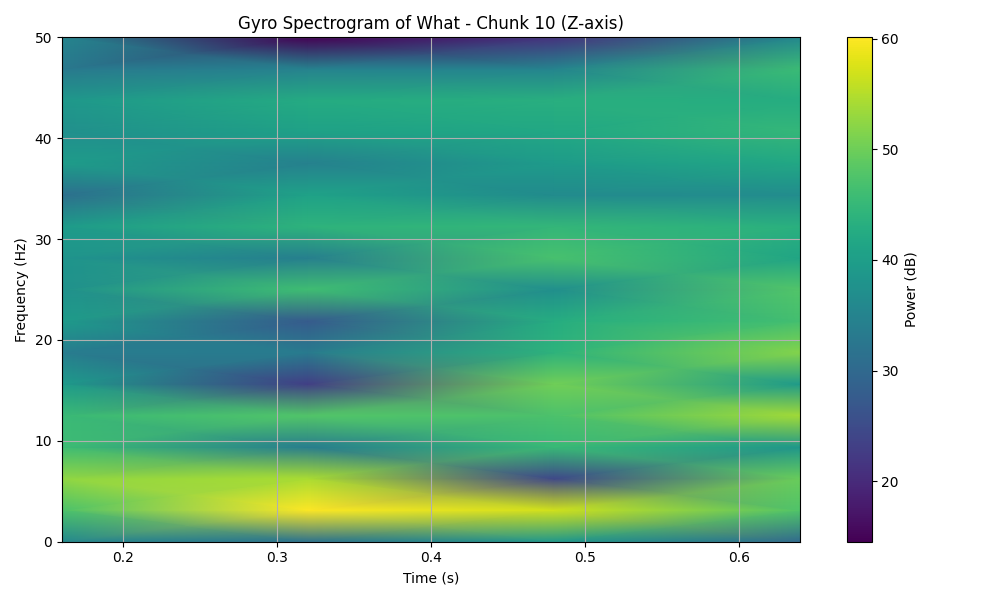 Gyro Spectrogram of What - Chunk 10 (Z-axis)
50
40
30
20
10
0
Frequency (Hz)
0.2 0.3 0.4 0.5 0.6
Time (s)
60
50
40
30
20
Power (dB)